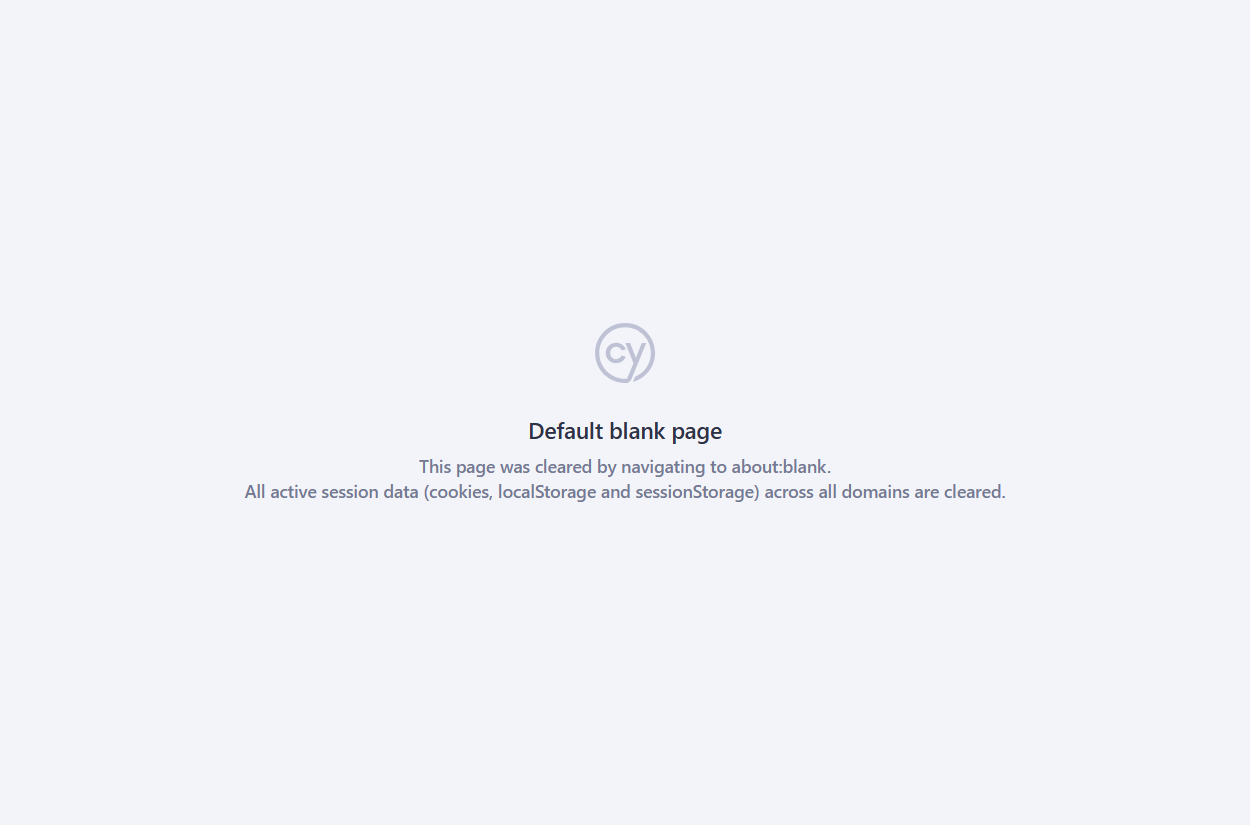 cy
Default blank page
This page was cleared by navigating to about:blank.
All active session data (cookies, localStorage and sessionStorage) across all domains are cleared.